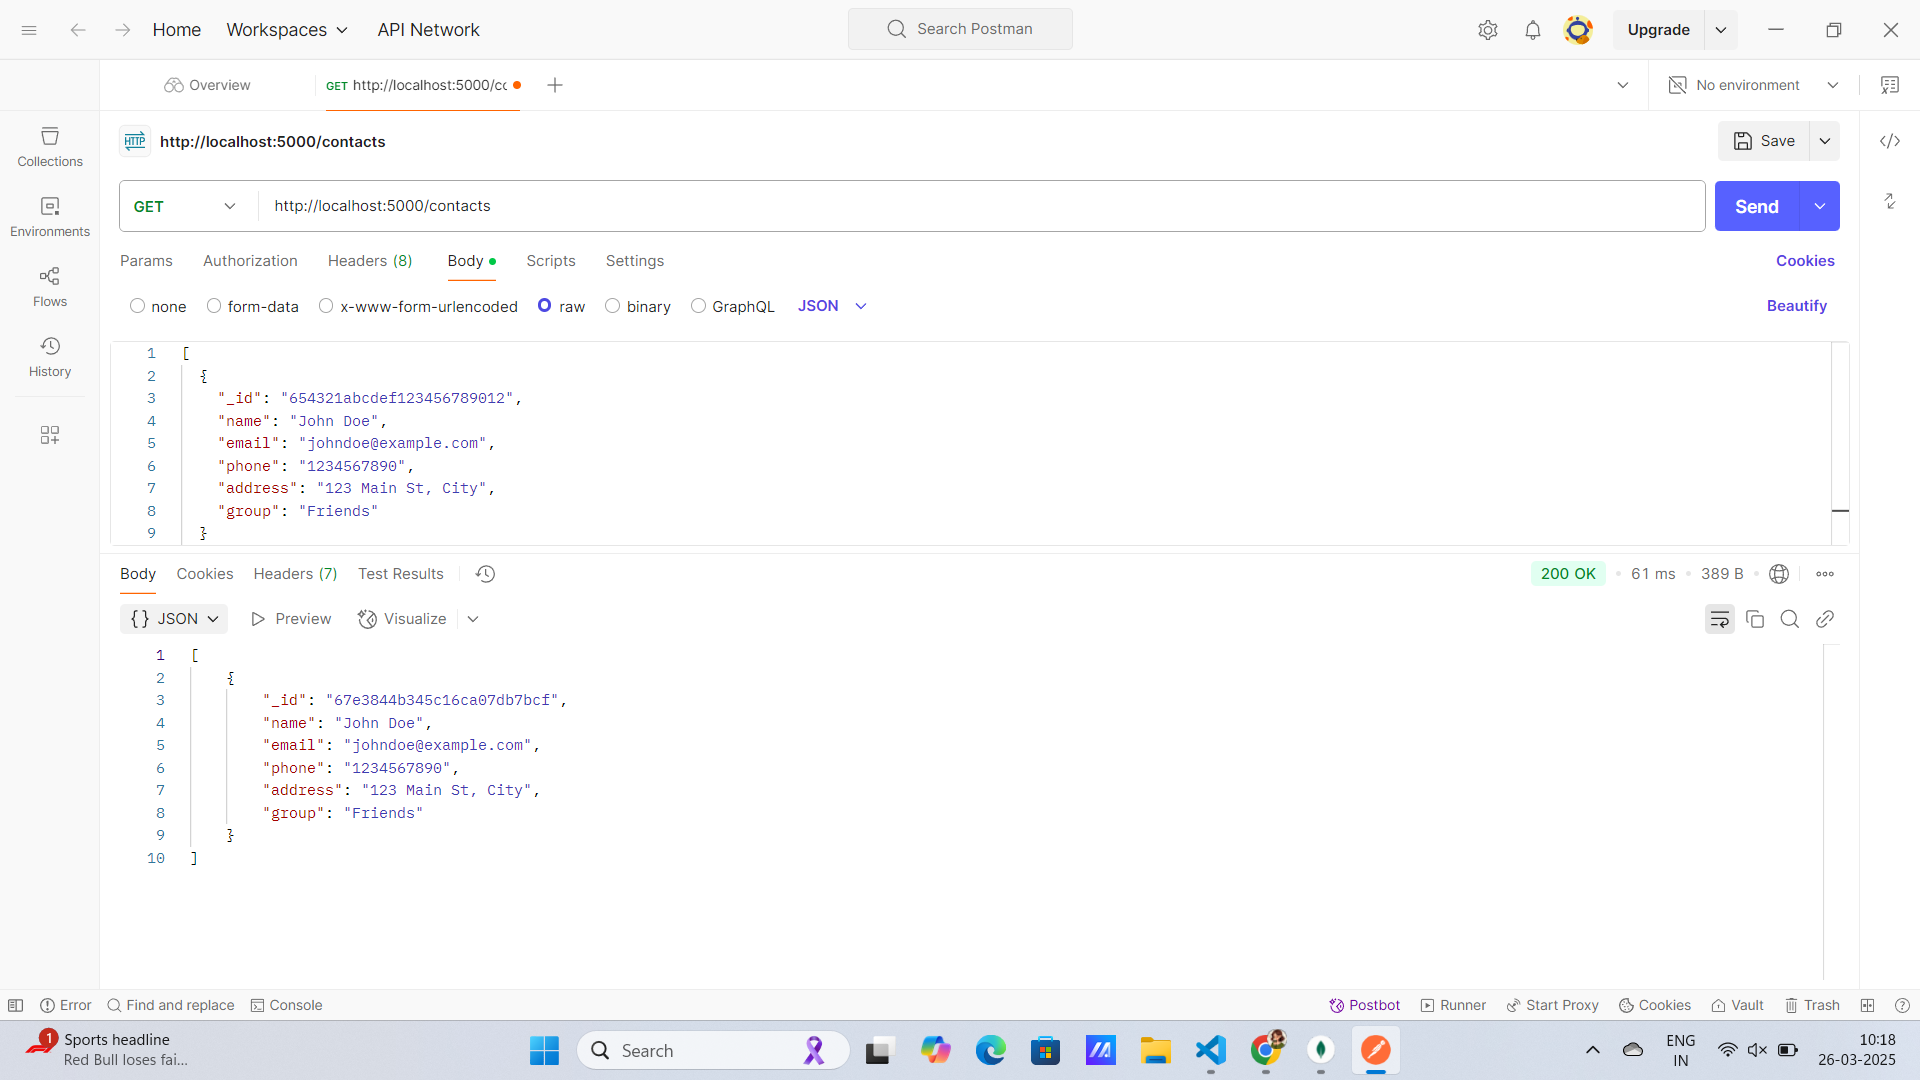 Home Workspaces API Network Search Postman Upgrade
Overview GET http://localhost:5000/cc No environment
HTTP http://localhost:5000/contacts Save
GET http://localhost:5000/contacts Send
Params Authorization Headers (8) Body Scripts Settings Cookies
none form-data x-www-form-urlencoded raw binary GraphQL JSON Beautify
Collections
Environments
Flows
History
1 [
2 {
3 "_id": "654321abcdef123456789012",
4 "name": "John Doe",
5 "email": "johndoe@example.com",
6 "phone": "1234567890",
7 "address": "123 Main St, City",
8 "group": "Friends"
9 }
Body Cookies Headers (7) Test Results 200 OK • 61 ms • 389 B •
{} JSON Preview Visualize
1 [
2 {
3 "_id": "67e3844b345c16ca07db7bcf",
4 "name": "John Doe",
5 "email": "johndoe@example.com",
6 "phone": "1234567890",
7 "address": "123 Main St, City",
8 "group": "Friends"
9 }
10 ]
Error Find and replace Console Postbot Runner Start Proxy Cookies Vault Trash
1 Sports headline
Red Bull loses fai...
Search
ENG
IN
10:18
26-03-2025